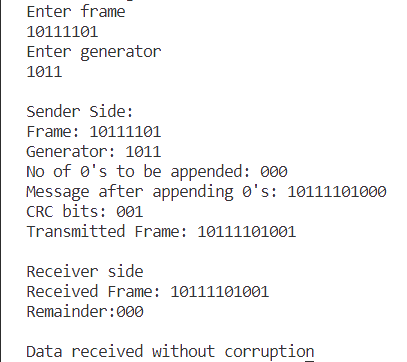 Enter frame
10111101
Enter generator
1011
Sender Side:
Frame: 10111101
Generator: 1011
No of 0's to be appended: 000
Message after appending 0's: 10111101000
CRC bits: 001
Transmitted Frame: 10111101001
Receiver side
Received Frame: 10111101001
Remainder:000
Data received without corruption